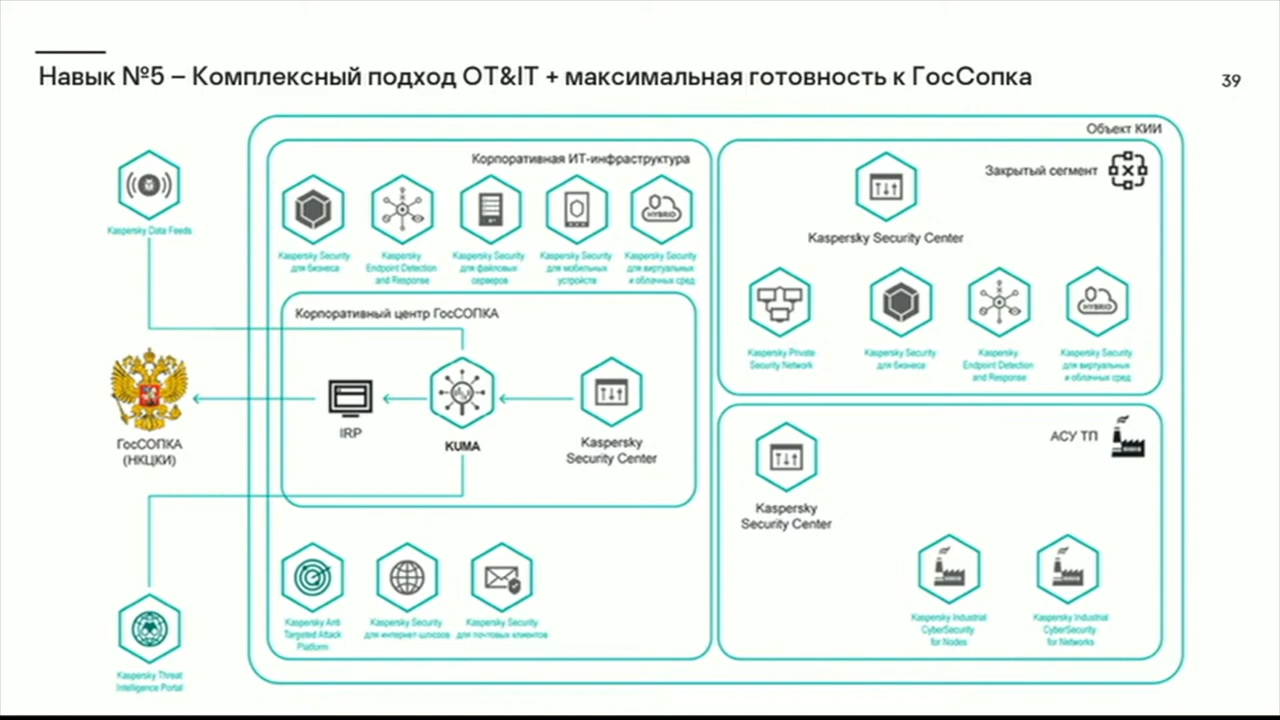 Навык №5 – Комплексный подход OT&IT + максимальная готовность к ГосСопка
39
Объект КИИ
Корпоративная ИТ-инфраструктура
Закрытый сегмент
Kaspersky Data Feeds
Kaspersky Security
для бизнеса
Kaspersky
Endpoint Detection
and Response
Kaspersky Security
для файловых
серверов
Kaspersky Security
для мобильных
устройств
HYBRID
Kaspersky Security
для виртуальных
и облачных сред
Kaspersky Security Center
Kaspersky Private
Security Network
Kaspersky Security
для бизнеса
Kaspersky
Endpoint Detection
and Response
HYBRID
Kaspersky Security
для виртуальных
и облачных сред
Корпоративный центр ГосСОПКА
ГосСОПКА
(НКЦКИ)
IRP
KUMA
Kaspersky
Security Center
АСУ ТП
Kaspersky
Security Center
Kaspersky Industrial
CyberSecurity
for Nodes
Kaspersky Industrial
CyberSecurity
for Networks
Kaspersky Anti
Targeted Attack
Platform
Kaspersky Security
для интернет-шлюзов
Kaspersky Security
для почтовых клиентов
Kaspersky Threat
Intelligence Portal